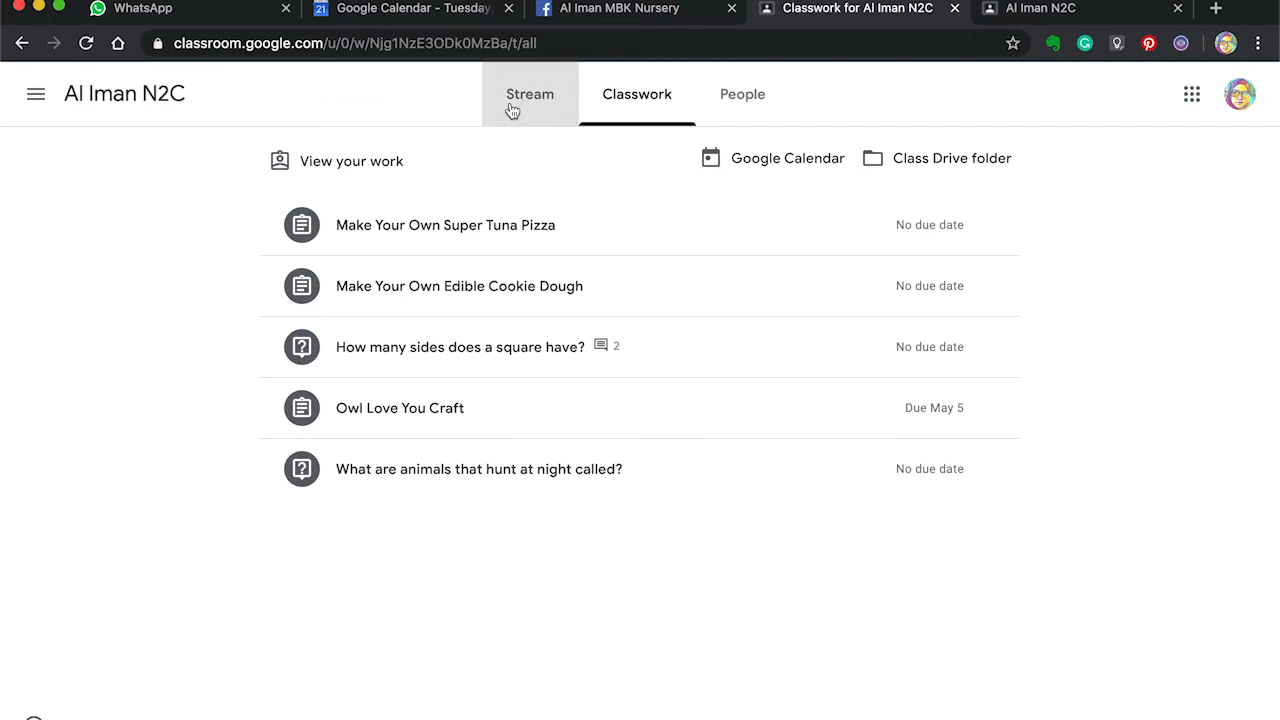 WhatsApp
21 Google Calendar - Tuesday,
Al Iman MBK Nursery
Classwork for Al Iman N2C
Al Iman N2C
classroom.google.com/u/0/w/Njg1NzE3ODk0MzBa/t/all
Al Iman N2C
Stream
Classwork
People
View your work
Google Calendar
Class Drive folder
Make Your Own Super Tuna Pizza No due date
Make Your Own Edible Cookie Dough No due date
How many sides does a square have? 2 No due date
Owl Love You Craft Due May 5
What are animals that hunt at night called? No due date